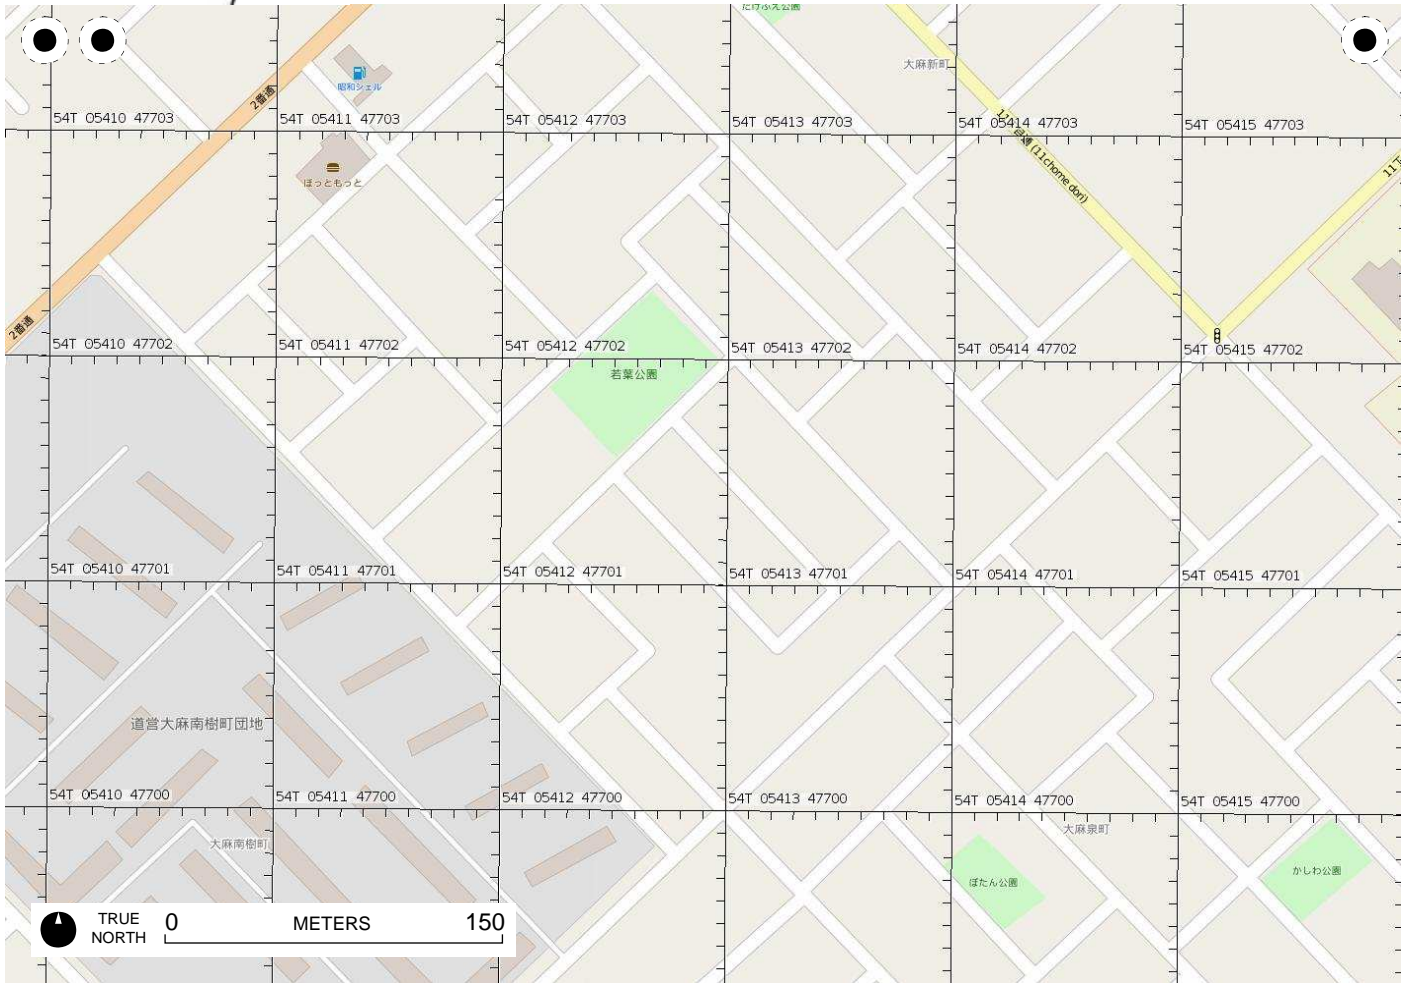 たけふえ公園
大麻新町
昭和シェル
2番通
54T 05410 47703
54T 05411 47703
54T 05412 47703
54T 05413 47703
54T 05414 47703
54T 05415 47703
(11chome dori)
11丁
ほっともっと
2番通
54T 05410 47702
54T 05411 47702
54T 05412 47702
54T 05413 47702
54T 05414 47702
54T 05415 47702
若葉公園
54T 05410 47701
54T 05411 47701
54T 05412 47701
54T 05413 47701
54T 05414 47701
54T 05415 47701
道営大麻南樹町団地
54T 05410 47700
54T 05411 47700
54T 05412 47700
54T 05413 47700
54T 05414 47700
54T 05415 47700
大麻南樹町
大麻泉町
ぼたん公園
かしわ公園
TRUE NORTH
0 METERS 150